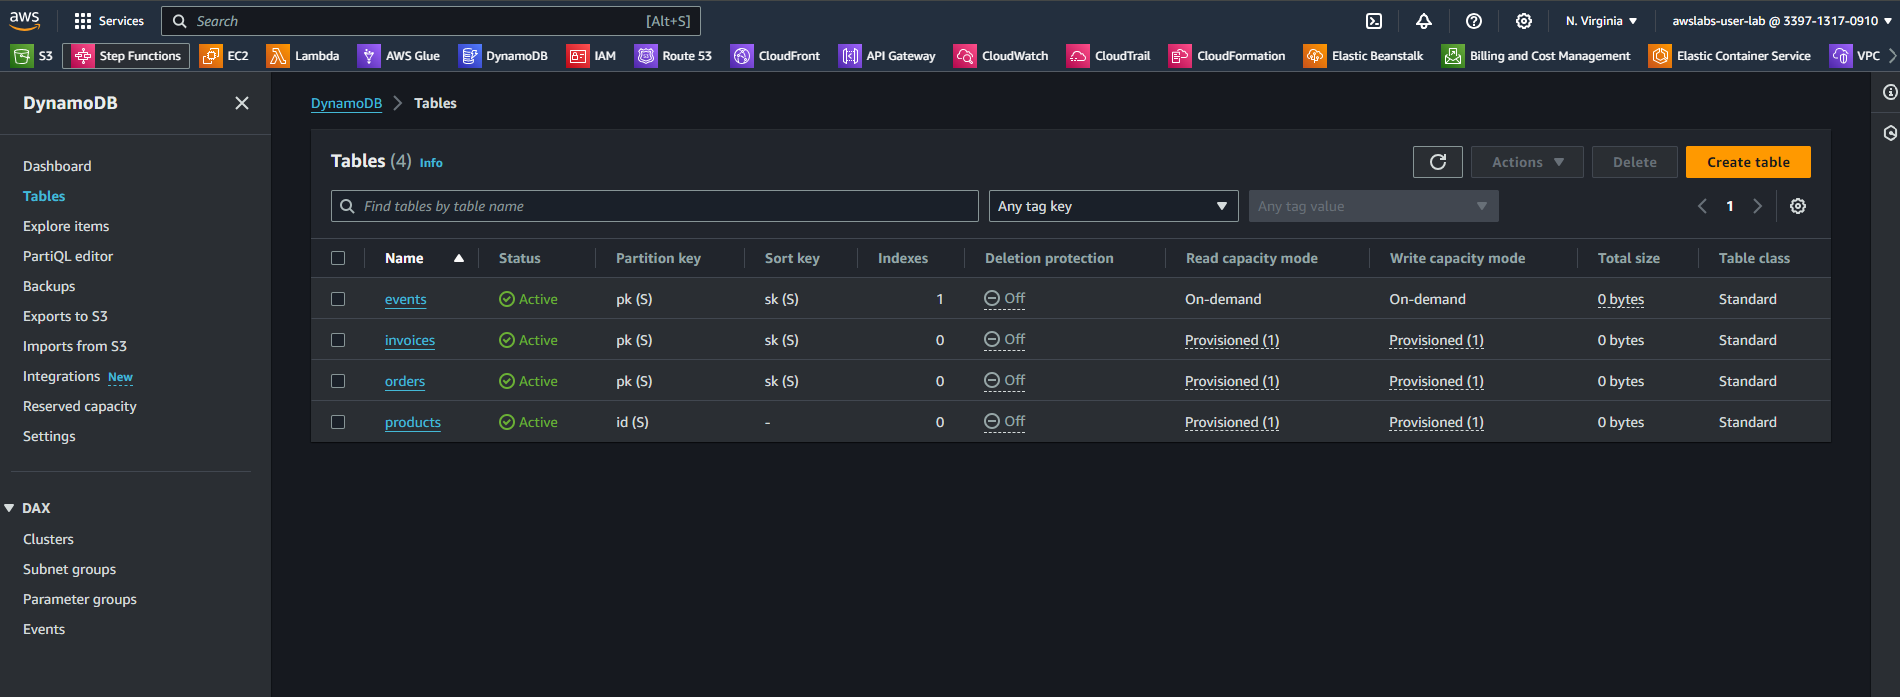 aws
Services
Search [Alt+S]
N. Virginia
awslabs-user-lab @ 3397-1317-0910
S3 Step Functions EC2 Lambda AWS Glue DynamoDB IAM Route 53 CloudFront API Gateway CloudWatch CloudTrail CloudFormation Elastic Beanstalk Billing and Cost Management Elastic Container Service VPC
DynamoDB
Dashboard
Tables
Explore items
PartiQL editor
Backups
Exports to S3
Imports from S3
Integrations New
Reserved capacity
Settings
DAX
Clusters
Subnet groups
Parameter groups
Events
DynamoDB Tables
Tables (4) Info
Actions Delete Create table
Find tables by table name Any tag key Any tag value 1
Name Status Partition key Sort key Indexes Deletion protection Read capacity mode Write capacity mode Total size Table class
events Active pk (S) sk (S) 1 Off On-demand On-demand 0 bytes Standard
invoices Active pk (S) sk (S) 0 Off Provisioned (1) Provisioned (1) 0 bytes Standard
orders Active pk (S) sk (S) 0 Off Provisioned (1) Provisioned (1) 0 bytes Standard
products Active id (S) - 0 Off Provisioned (1) Provisioned (1) 0 bytes Standard